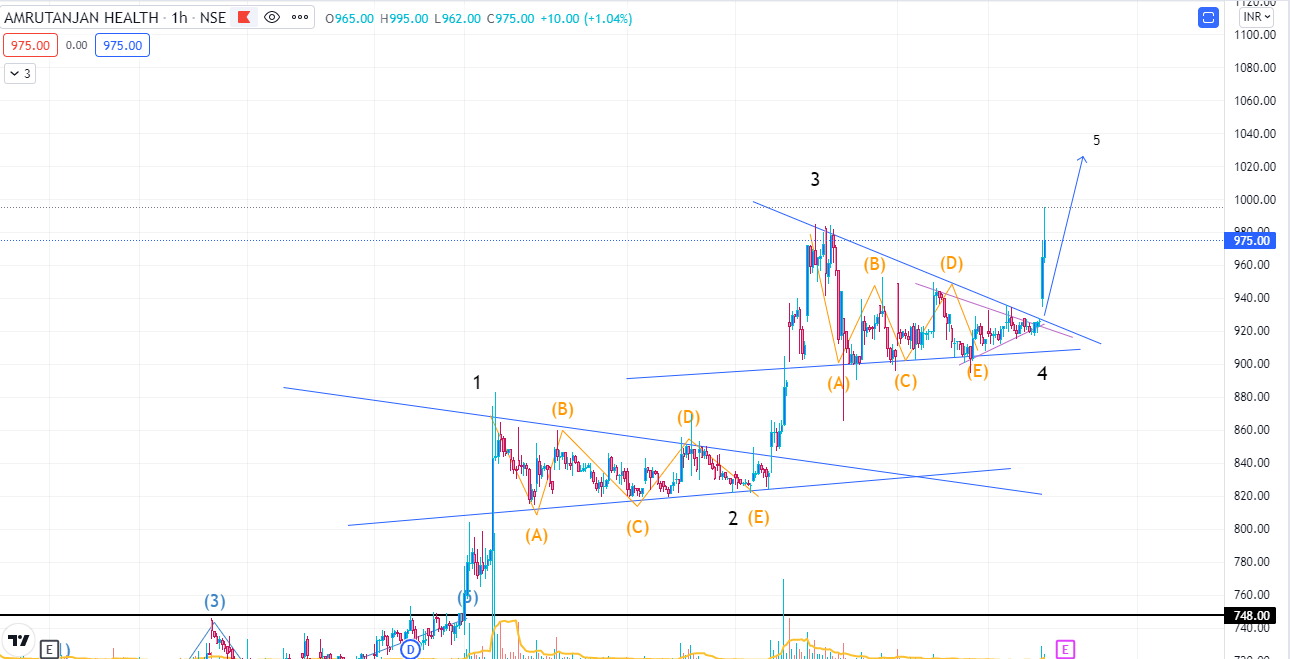 AMRUTANJAN HEALTH · 1h · NSE O965.00 H995.00 L962.00 C975.00 +10.00 (+1.04%)
INR
975.00 0.00 975.00
3
1120.00
1100.00
1080.00
1060.00
1040.00
1020.00
1000.00
980.00
975.00
960.00
940.00
920.00
900.00
880.00
860.00
840.00
820.00
800.00
780.00
760.00
748.00
740.00
720.00
5
3
(B)
(D)
(A)
(C)
(E)
4
1
(B)
(D)
(A)
(C)
2
(E)
(3)
D
E
E